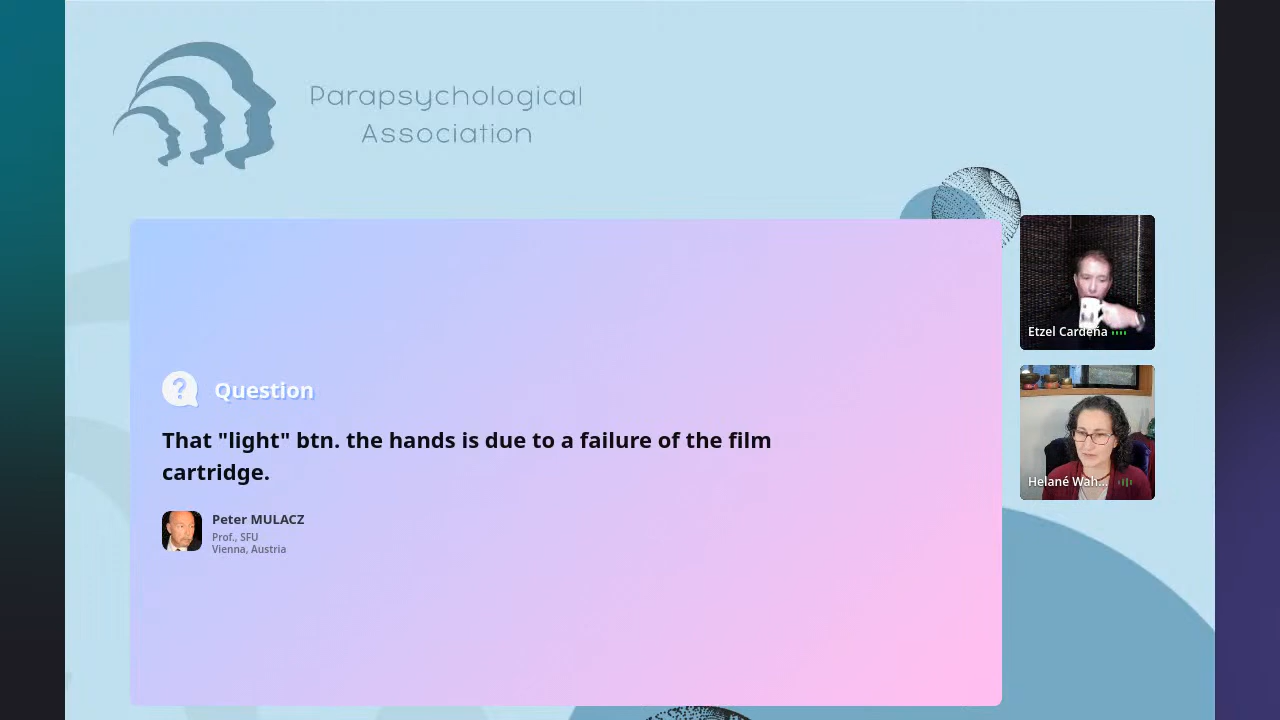 Parapsychological
Association
Question
That "light" btn. the hands is due to a failure of the film
cartridge.
Peter MULACZ
Prof., SFU
Vienna, Austria
Etzel Cardeña
Helané Wah...